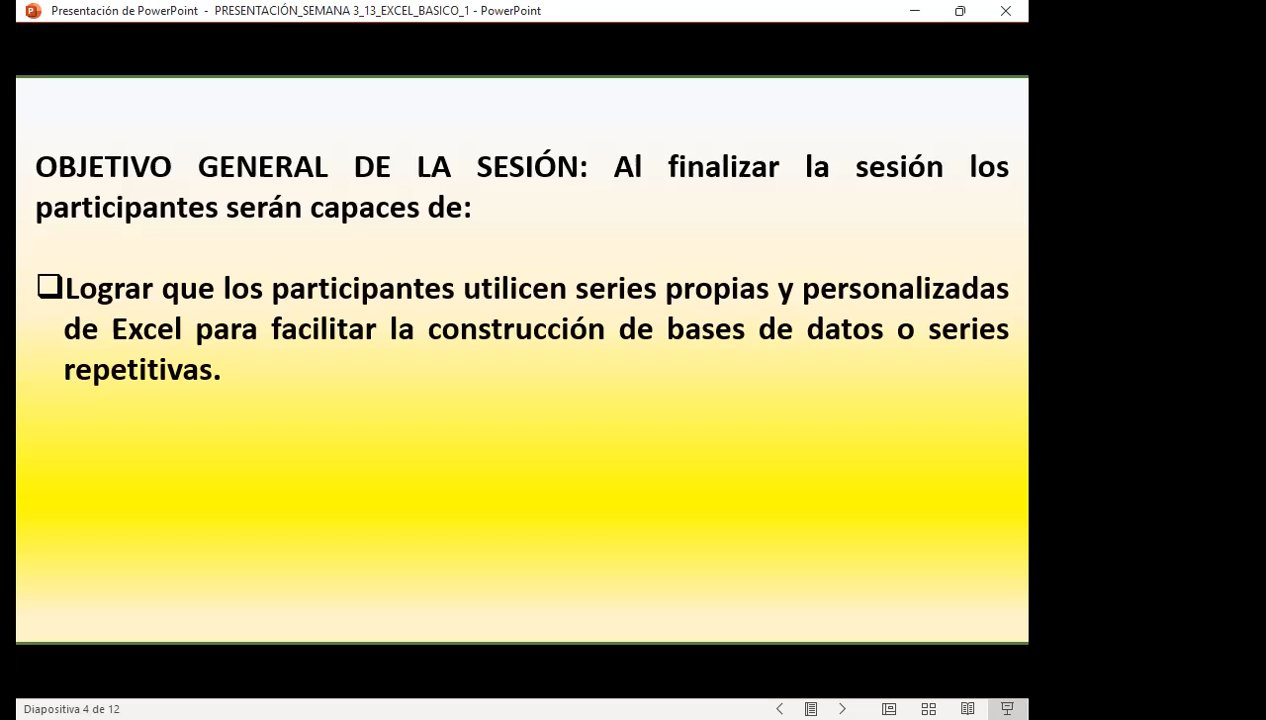 Presentación de PowerPoint - PRESENTACIÓN_SEMANA 3_13_EXCEL_BASICO_1 - PowerPoint
OBJETIVO GENERAL DE LA SESIÓN: Al finalizar la sesión los
participantes serán capaces de:
Lograr que los participantes utilicen series propias y personalizadas
de Excel para facilitar la construcción de bases de datos o series
repetitivas.
Diapositiva 4 de 12